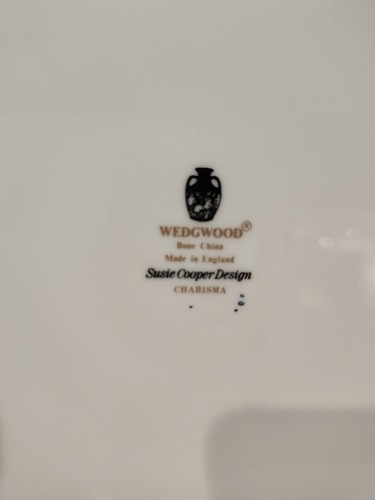 WEDGWOOD®
Bone China
Made in England
Susie Cooper Design
CHARISMA